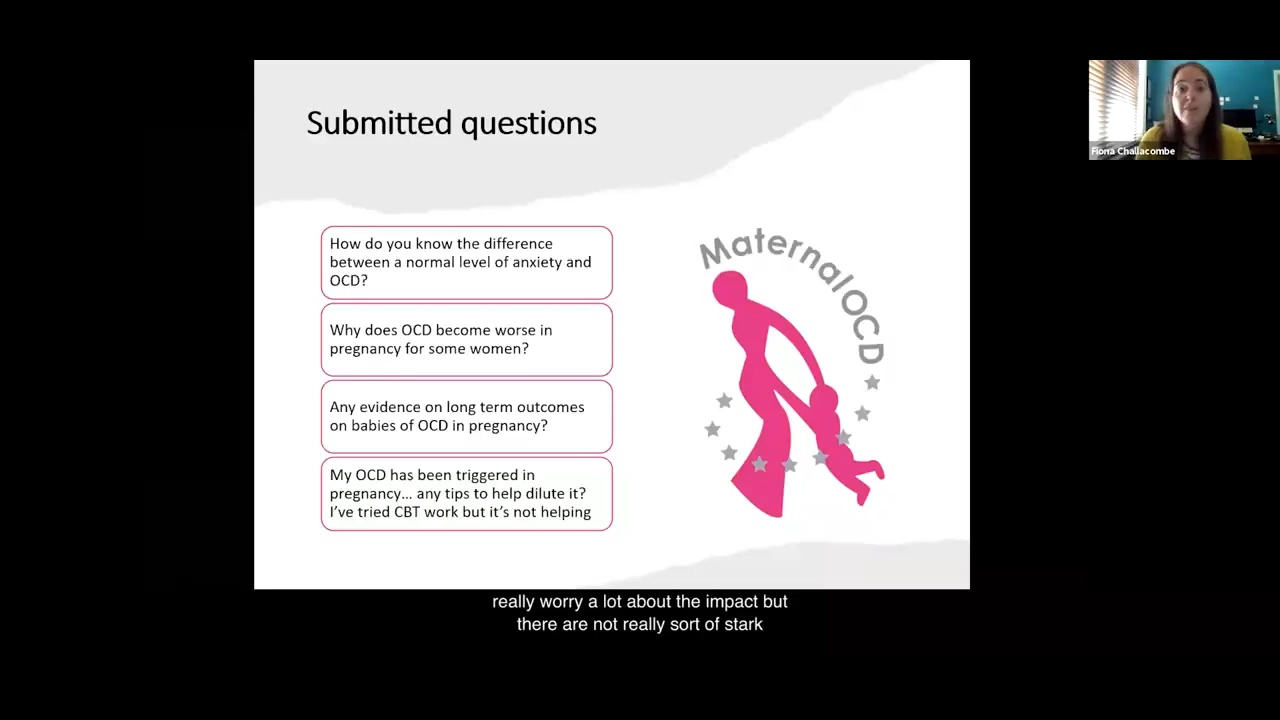 Submitted questions
How do you know the difference
between a normal level of anxiety and
OCD?
Why does OCD become worse in
pregnancy for some women?
Any evidence on long term outcomes
on babies of OCD in pregnancy?
My OCD has been triggered in
pregnancy... any tips to help dilute it?
I've tried CBT work but it's not helping
MaternalOCD
Fiona Challacombe
really worry a lot about the impact but
there are not really sort of stark